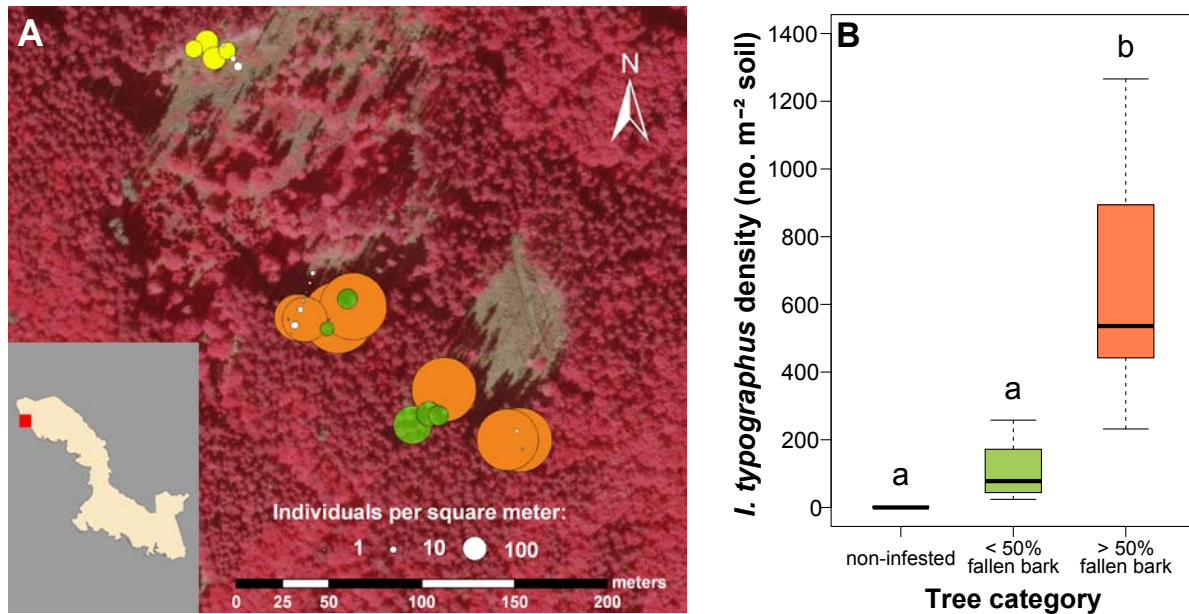 A
N
Individuals per square meter:
1 10 100
meters
0 25 50 100 150 200
B
I. typographus density (no. m⁻² soil)
1400
1200
1000
800
600
400
200
0
a
a
b
non-infested
< 50%
fallen bark
> 50%
fallen bark
Tree category